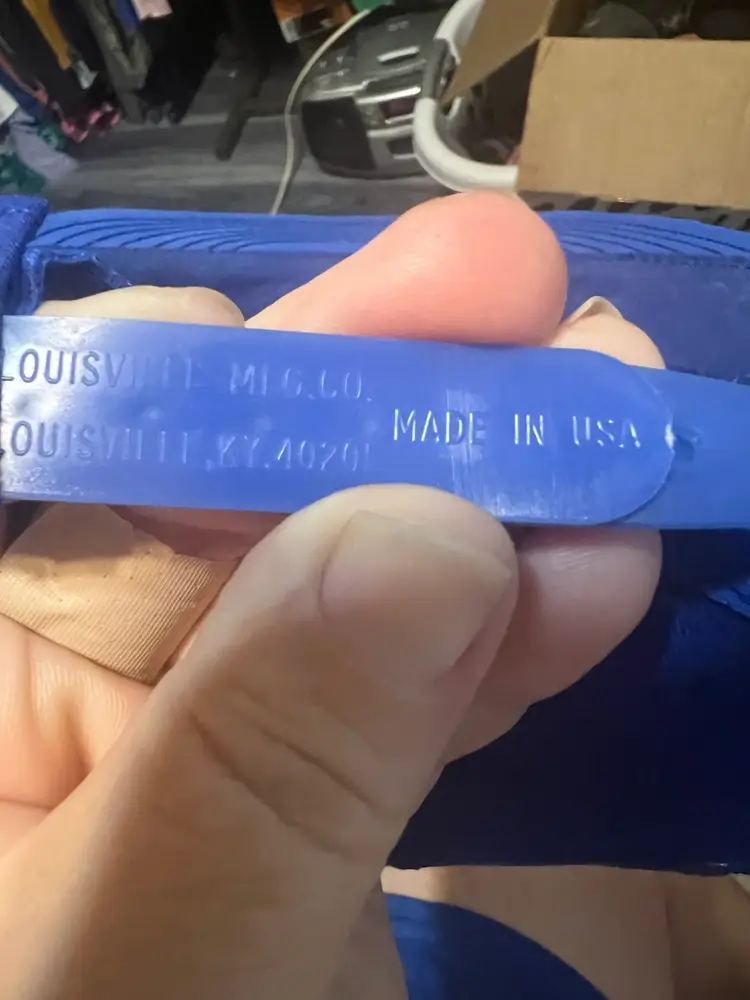 LOUISVILLE MFG.CO.
LOUISVILLE,KY.40201
MADE IN USA